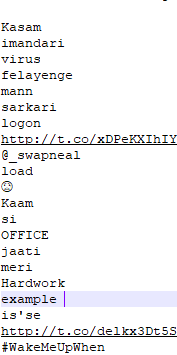 Kasam
imandari
virus
felayenge
mann
sarkari
logon
http://t.co/xDPeKXIhIY
@_swapneal
load
☺
Kaam
si
OFFICE
jaati
meri
Hardwork
example
is'se
http://t.co/delkx3Dt5S
#WakeMeUpWhen